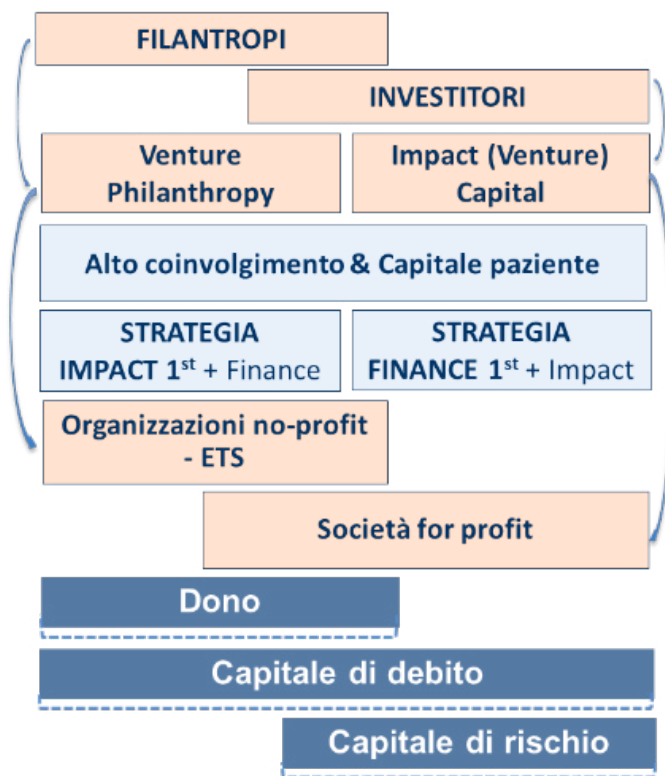 FILANTROPI
INVESTITORI
Venture
Philanthropy
Impact (Venture)
Capital
Alto coinvolgimento & Capitale paziente
STRATEGIA
IMPACT 1st + Finance
STRATEGIA
FINANCE 1st + Impact
Organizzazioni no-profit
- ETS
Società for profit
Dono
Capitale di debito
Capitale di rischio